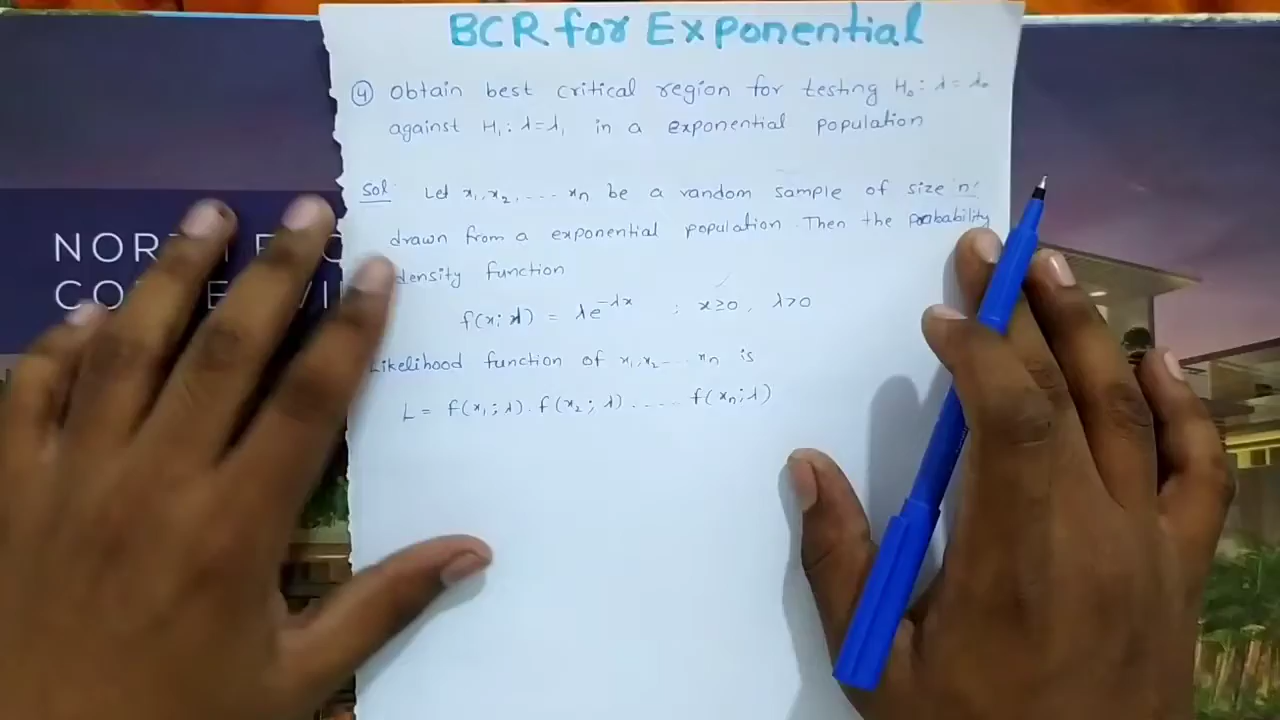 BCR for Exponential
④ Obtain best critical region for testing H₀ : λ = λ₀
against H₁ : λ = λ₁ in a exponential population
Sol: Let x₁, x₂, .... xn be a random sample of size 'n'
drawn from a exponential population. Then the probability
density function
f(x; λ) = λe^{-λx} ; x ≥ 0, λ > 0
Likelihood function of x₁, x₂ .... xn is
L = f(x₁; λ) . f(x₂; λ) ..... f(xn; λ)